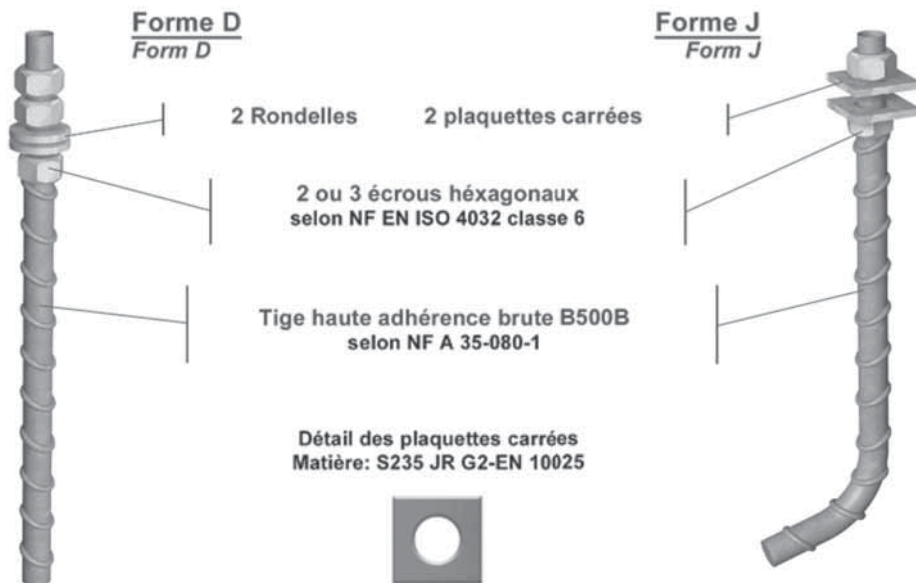 Forme D
Form D
Forme J
Form J
2 Rondelles
2 plaquettes carrées
2 ou 3 écrous héxagonaux
selon NF EN ISO 4032 classe 6
Tige haute adhérence brute B500B
selon NF A 35-080-1
Détail des plaquettes carrées
Matière: S235 JR G2-EN 10025